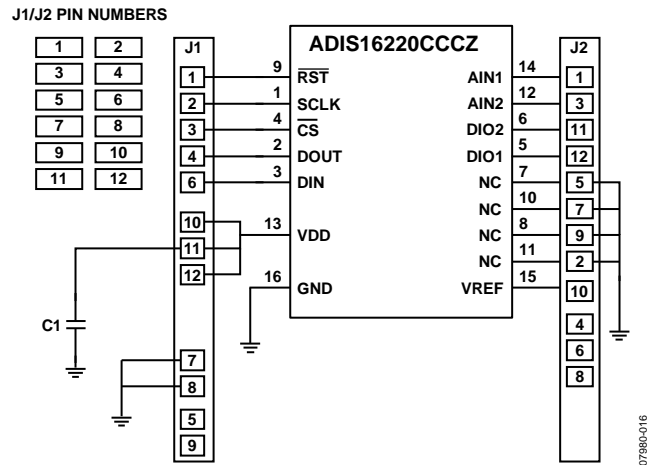 J1/J2 PIN NUMBERS
1 2
3 4
5 6
7 8
9 10
11 12
J1
ADIS16220CCCZ
J2
1 9 RST AIN1 14 1
2 1 SCLK AIN2 12 3
3 4 CS DIO2 6 11
4 2 DOUT DIO1 5 12
6 3 DIN NC 7 5
NC 10 7
10
11 13 VDD NC 8 9
12
NC 11 2
16 GND VREF 15 10
C1
4
6
8
7
8
5
9
07980-016